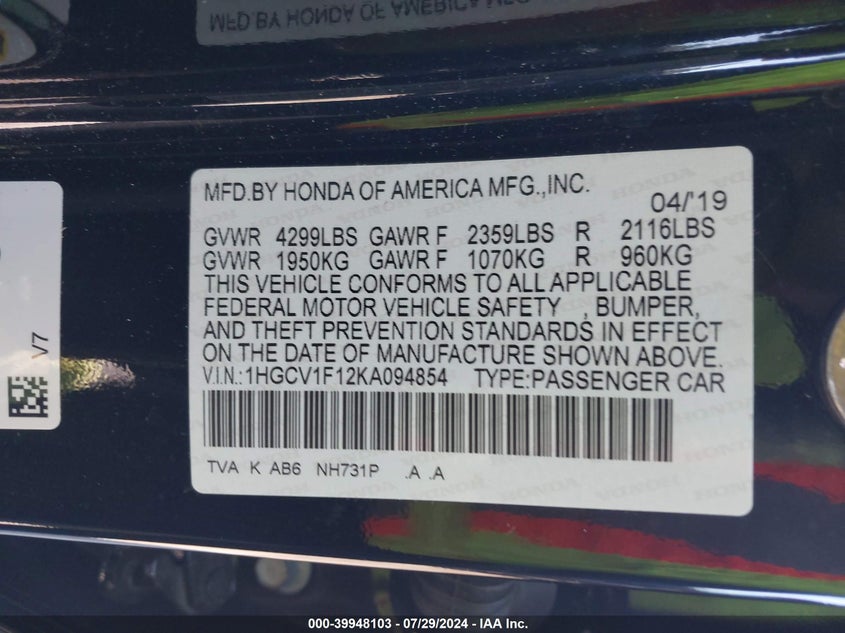 MFD.BY HONDA OF AMERICA MFG.,INC.
04/'19
GVWR 4299LBS GAWR F 2359LBS R 2116LBS
GVWR 1950KG GAWR F 1070KG R 960KG
THIS VEHICLE CONFORMS TO ALL APPLICABLE
FEDERAL MOTOR VEHICLE SAFETY , BUMPER,
AND THEFT PREVENTION STANDARDS IN EFFECT
ON THE DATE OF MANUFACTURE SHOWN ABOVE.
V.I.N.:1HGCV1F12KA094854 TYPE:PASSENGER CAR
TVA K AB6 NH731P .A .A
V7
MFD.BY HONDA OF AMERICA
000-39948103 - 07/29/2024 - IAA Inc.